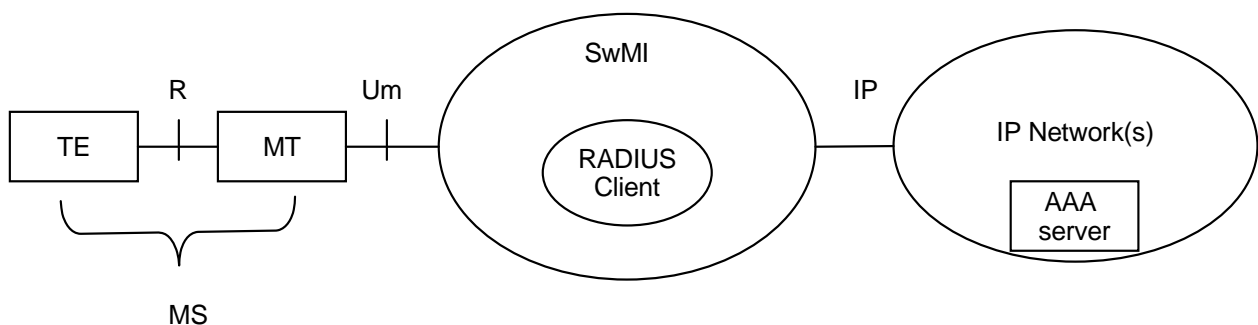 SwMI
R
Um
IP
TE
MT
RADIUS
Client
IP Network(s)
AAA
server
MS